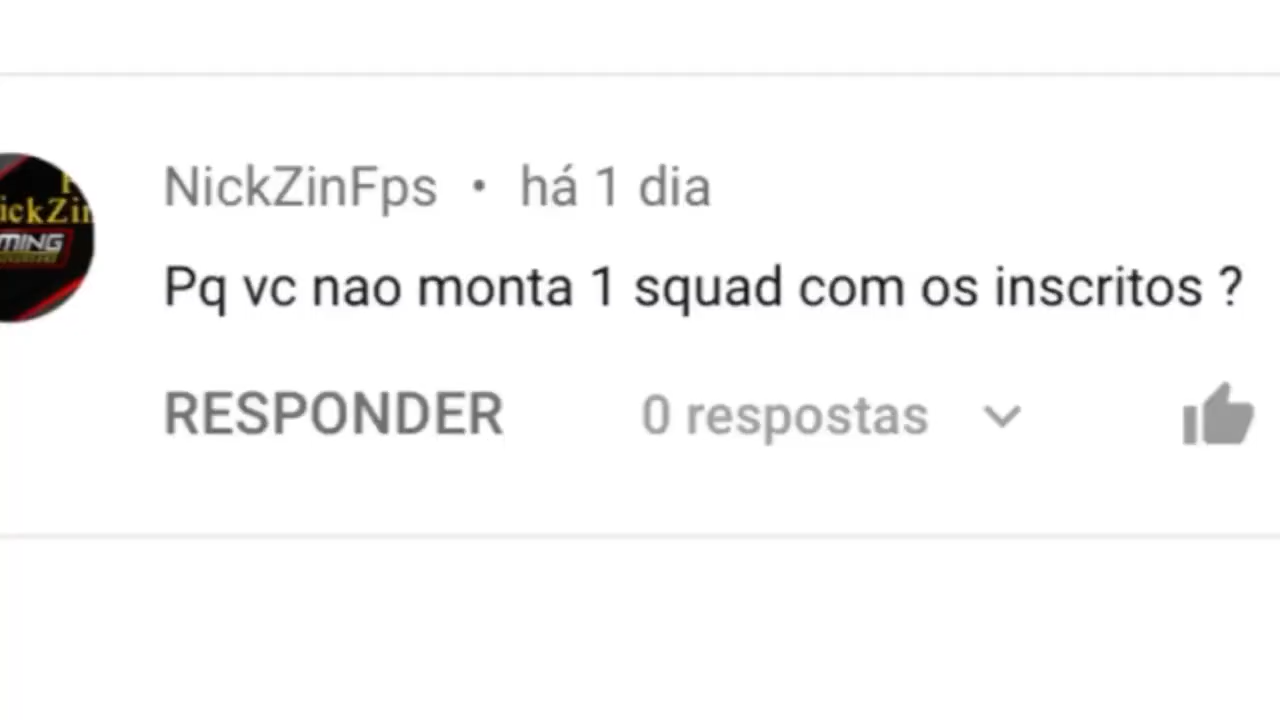 NickZinFps • há 1 dia
Pq vc nao monta 1 squad com os inscritos ?
RESPONDER 0 respostas